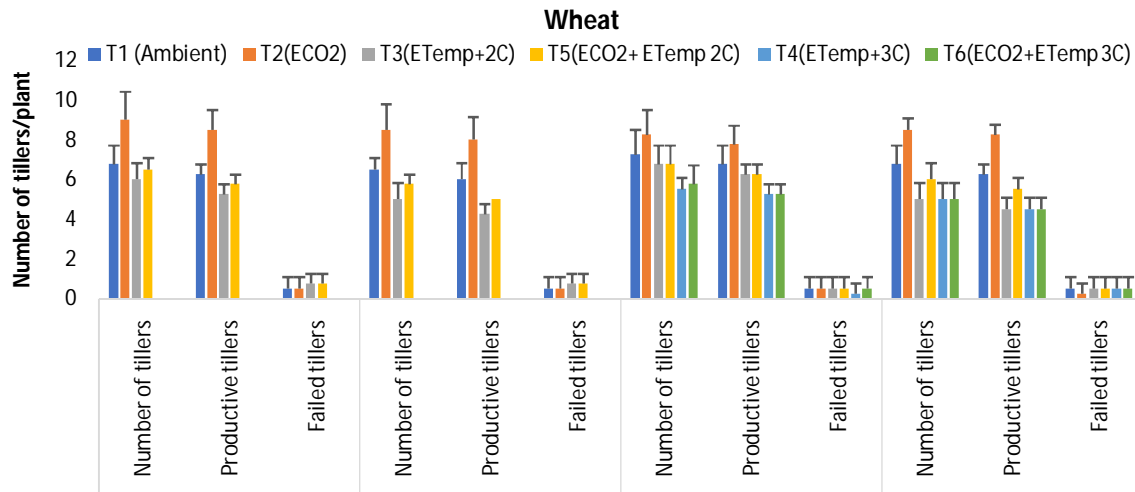 Wheat
T1 (Ambient) T2(ECO2) T3(ETemp+2C) T5(ECO2+ ETemp 2C) T4(ETemp+3C) T6(ECO2+ETemp 3C)
Number of tillers/plant
12
10
8
6
4
2
0
Number of tillers
Productive tillers
Failed tillers
Number of tillers
Productive tillers
Failed tillers
Number of tillers
Productive tillers
Failed tillers
Number of tillers
Productive tillers
Failed tillers